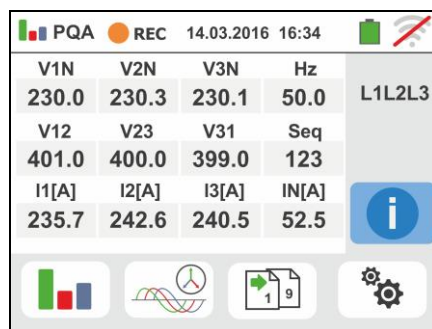 PQA REC 14.03.2016 16:34
V1N V2N V3N Hz
230.0 230.3 230.1 50.0 L1L2L3
V12 V23 V31 Seq
401.0 400.0 399.0 123
I1[A] I2[A] I3[A] IN[A]
235.7 242.6 240.5 52.5
i
1 9